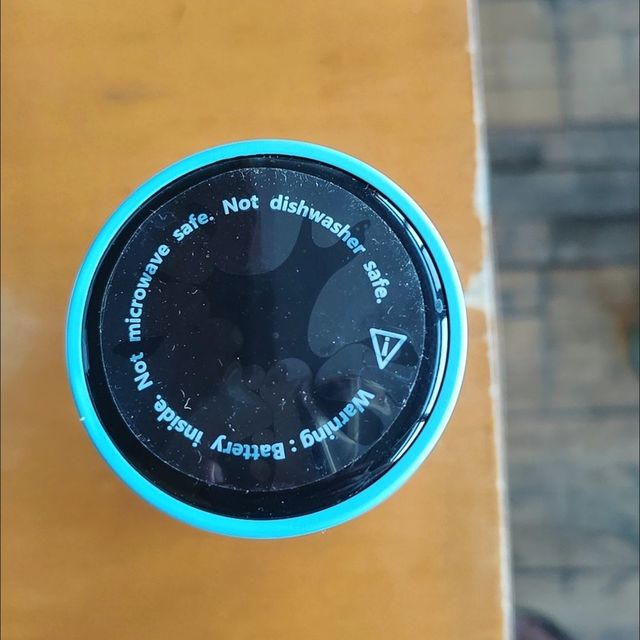 Warning : Battery inside. Not microwave safe. Not dishwasher safe.